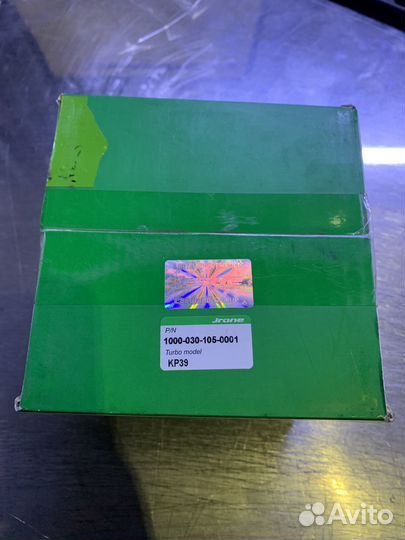 Jrone
P/N
1000-030-105-0001
Turbo model
KP39
Avito